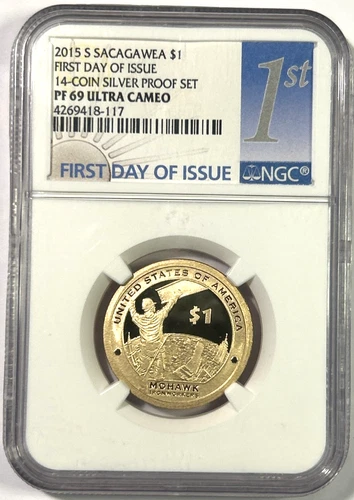 2015 S SACAGAWEA $1
FIRST DAY OF ISSUE
14-COIN SILVER PROOF SET
PF 69 ULTRA CAMEO
4269418-117
1st
FIRST DAY OF ISSUE
NGC®
UNITED STATES OF AMERICA
$1
MOHAWK
IRONWORKERS